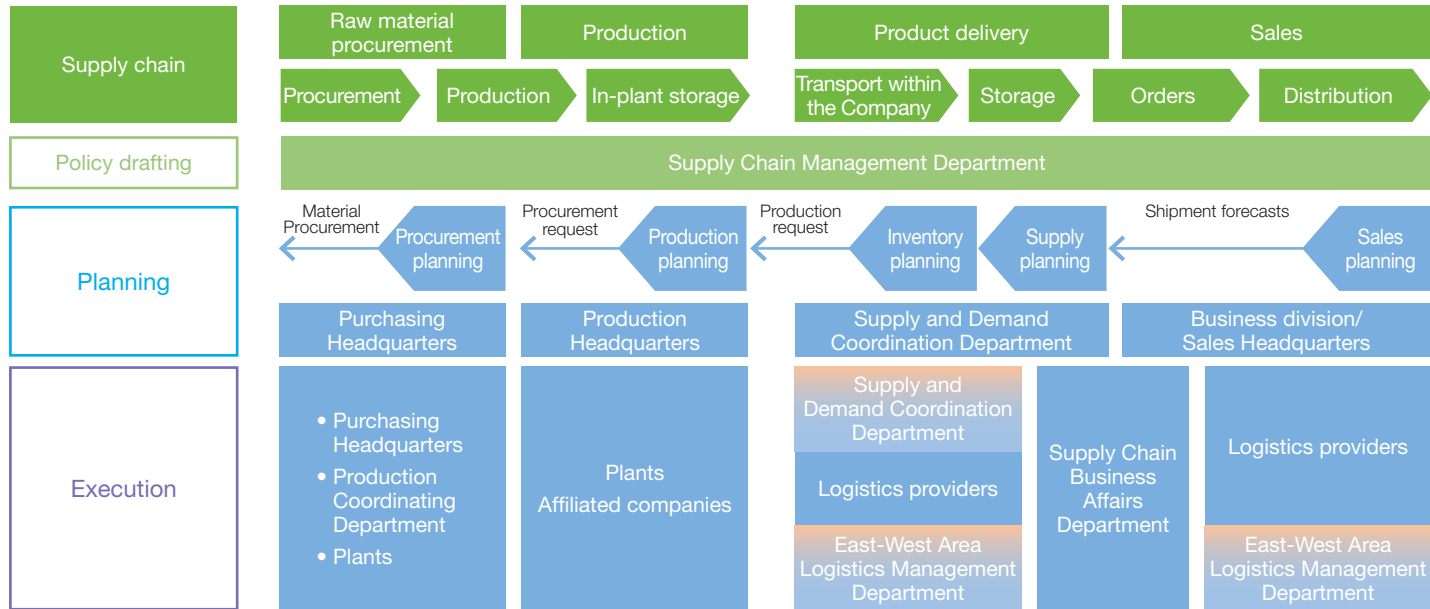 Supply chain
Raw material
procurement
Production
Product delivery
Sales
Procurement
Production
In-plant storage
Transport within
the Company
Storage
Orders
Distribution
Policy drafting
Supply Chain Management Department
Planning
Material
Procurement
Procurement
planning
Procurement
request
Production
planning
Production
request
Inventory
planning
Supply
planning
Shipment forecasts
Sales
planning
Purchasing
Headquarters
Production
Headquarters
Supply and Demand
Coordination Department
Business division/
Sales Headquarters
Execution
• Purchasing
Headquarters
• Production
Coordinating
Department
• Plants
Plants
Affiliated companies
Supply and
Demand Coordination
Department
Logistics providers
East-West Area
Logistics Management
Department
Supply Chain
Business
Affairs
Department
Logistics providers
East-West Area
Logistics Management
Department